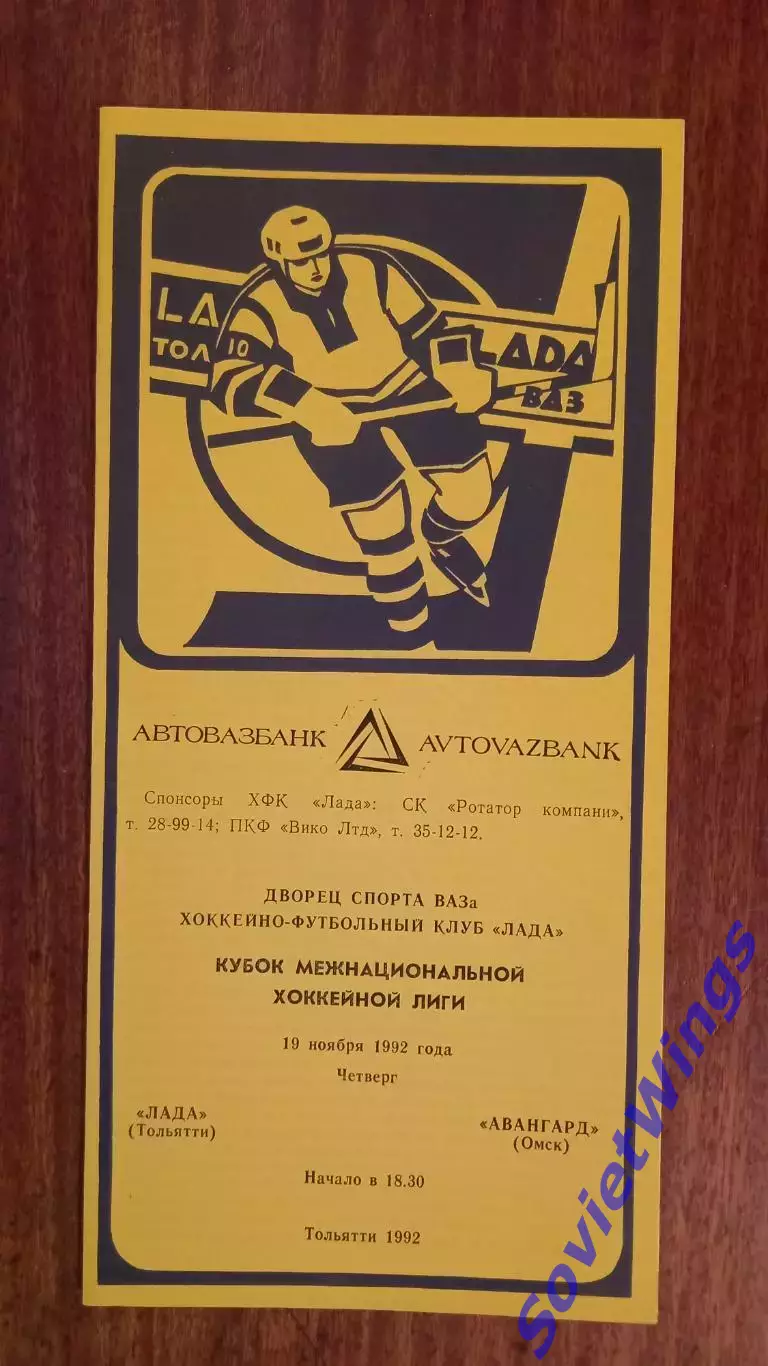 LA
ТОЛ
10
LADA
ВАЗ
АВТОВАЗБАНК
AVTOVAZBANK
Спонсоры ХФК «Лада»: СК «Ротатор компани»,
т. 28-99-14; ПКФ «Вико Лтд», т. 35-12-12.
ДВОРЕЦ СПОРТА ВАЗа
ХОККЕЙНО-ФУТБОЛЬНЫЙ КЛУБ «ЛАДА»
КУБОК МЕЖНАЦИОНАЛЬНОЙ
ХОККЕЙНОЙ ЛИГИ
19 ноября 1992 года
Четверг
«ЛАДА»
(Тольятти)
«АВАНГАРД»
(Омск)
Начало в 18.30
Тольятти 1992
SovietWings